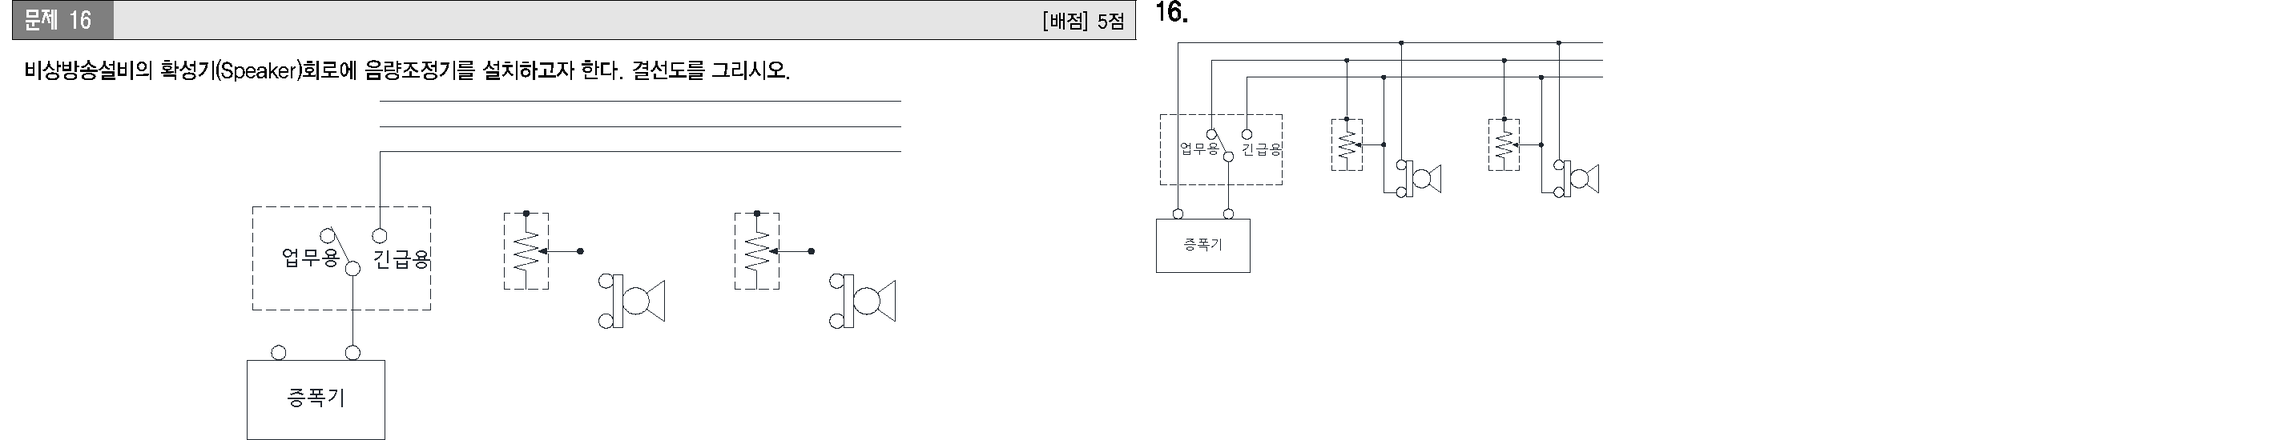 문제 16
[배점] 5점
비상방송설비의 확성기(Speaker)회로에 음량조정기를 설치하고자 한다. 결선도를 그리시오.
업무용 긴급용
증폭기
16.
업무용 긴급용
증폭기